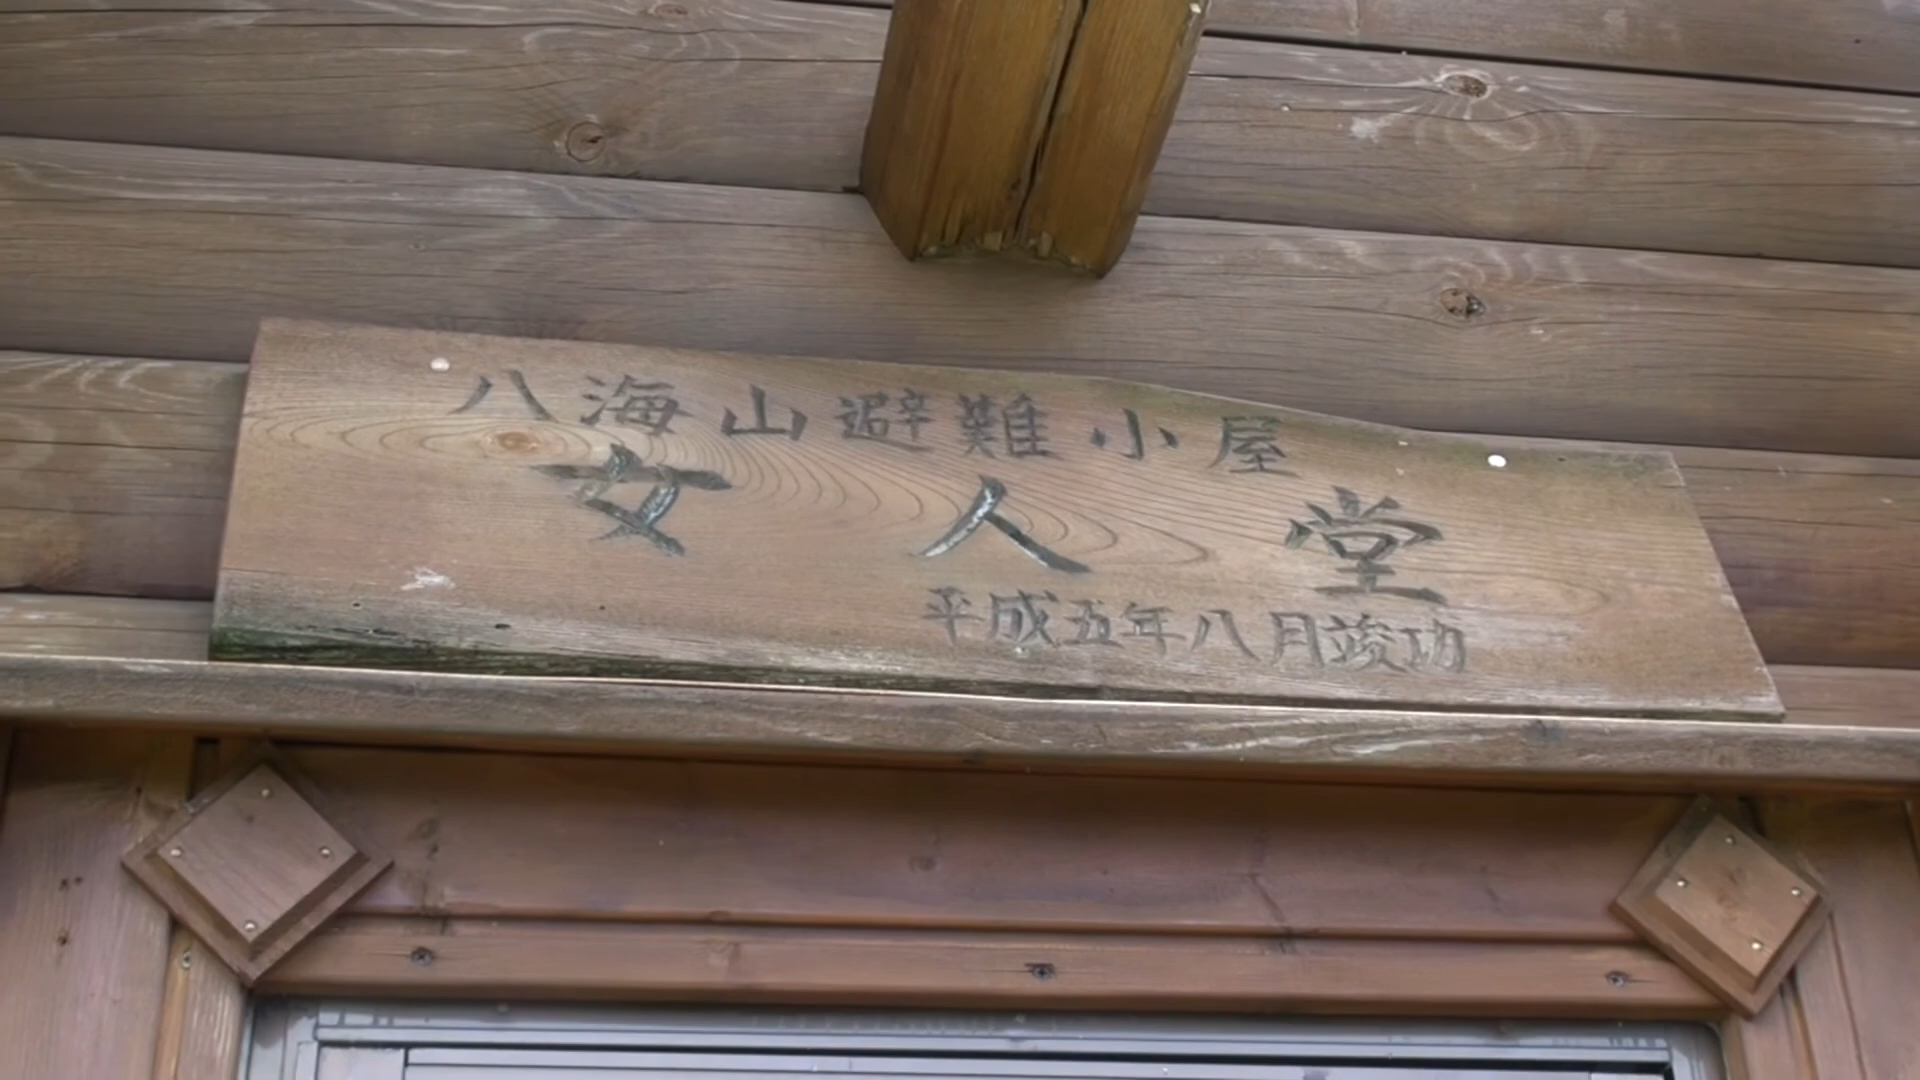 八海山避難小屋
女人堂
平成五年八月竣功